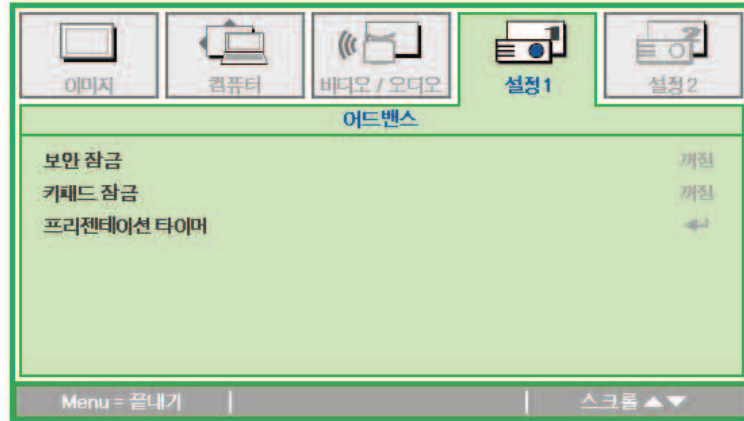 이미지
컴퓨터
비디오 / 오디오
설정 1
설정 2
어드밴스
보안 잠금 꺼짐
키패드 잠금 꺼짐
프리젠테이션 타이머
Menu = 끝내기 스크롤 ▲▼